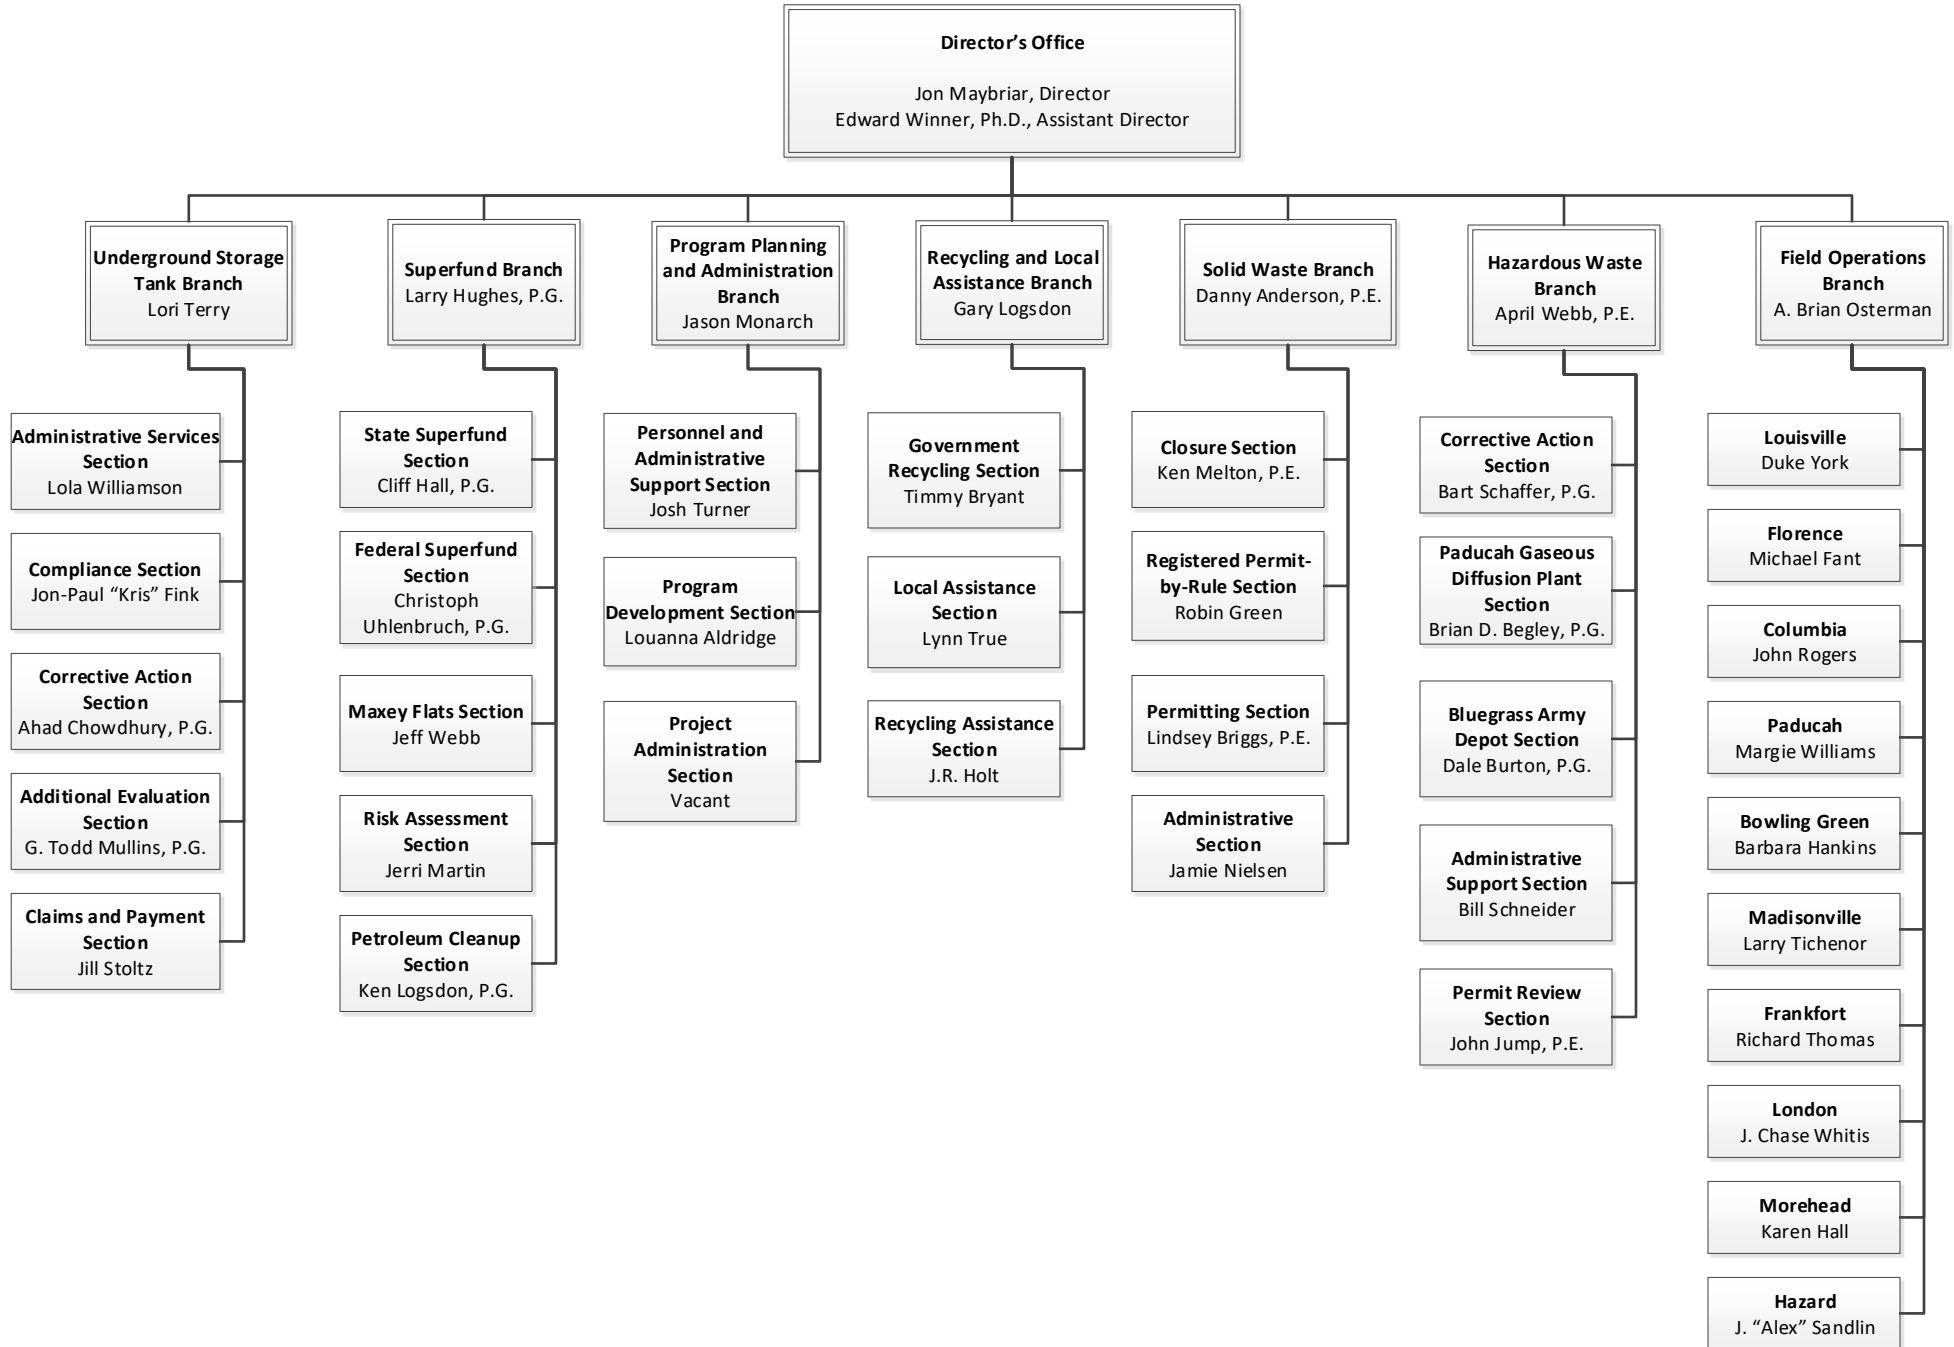 Director’s Office
Jon Maybriar, Director
Edward Winner, Ph.D., Assistant Director
Underground Storage
Tank Branch
Lori Terry
Administrative Services
Section
Lola Williamson
Compliance Section
Jon-Paul “Kris” Fink
Corrective Action
Section
Ahad Chowdhury, P.G.
Additional Evaluation
Section
G. Todd Mullins, P.G.
Claims and Payment
Section
Jill Stoltz
Superfund Branch
Larry Hughes, P.G.
State Superfund
Section
Cliff Hall, P.G.
Federal Superfund
Section
Christoph
Uhlenbruch, P.G.
Maxey Flats Section
Jeff Webb
Risk Assessment
Section
Jerri Martin
Petroleum Cleanup
Section
Ken Logsdon, P.G.
Program Planning
and Administration
Branch
Jason Monarch
Personnel and
Administrative
Support Section
Josh Turner
Program
Development Section
Louanna Aldridge
Project
Administration
Section
Vacant
Recycling and Local
Assistance Branch
Gary Logsdon
Government
Recycling Section
Timmy Bryant
Local Assistance
Section
Lynn True
Recycling Assistance
Section
J.R. Holt
Solid Waste Branch
Danny Anderson, P.E.
Closure Section
Ken Melton, P.E.
Registered Permit-
by-Rule Section
Robin Green
Permitting Section
Lindsey Briggs, P.E.
Administrative
Section
Jamie Nielsen
Hazardous Waste
Branch
April Webb, P.E.
Corrective Action
Section
Bart Schaffer, P.G.
Paducah Gaseous
Diffusion Plant
Section
Brian D. Begley, P.G.
Bluegrass Army
Depot Section
Dale Burton, P.G.
Administrative
Support Section
Bill Schneider
Permit Review
Section
John Jump, P.E.
Field Operations
Branch
A. Brian Osterman
Louisville
Duke York
Florence
Michael Fant
Columbia
John Rogers
Paducah
Margie Williams
Bowling Green
Barbara Hankins
Madisonville
Larry Tichenor
Frankfort
Richard Thomas
London
J. Chase Whitis
Morehead
Karen Hall
Hazard
J. “Alex” Sandlin